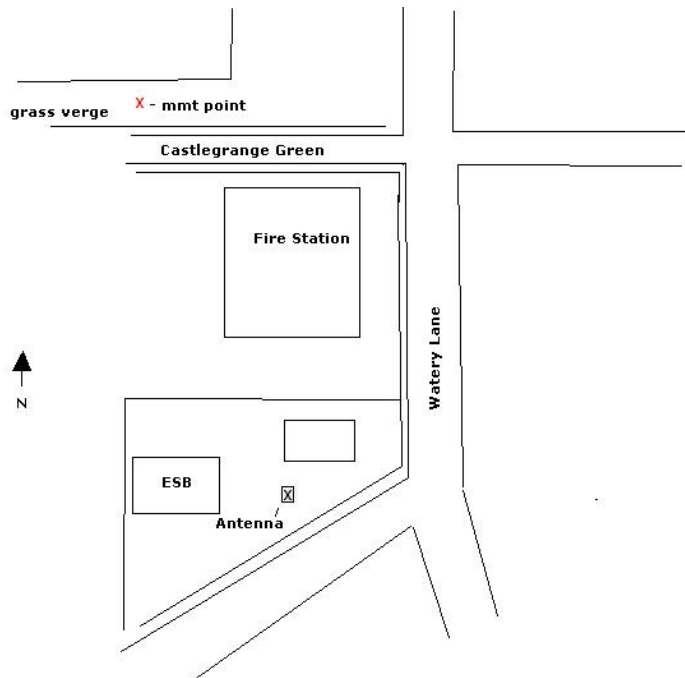 grass verge
X - mmt point
Castlegrange Green
Fire Station
Watery Lane
N
ESB
X
Antenna